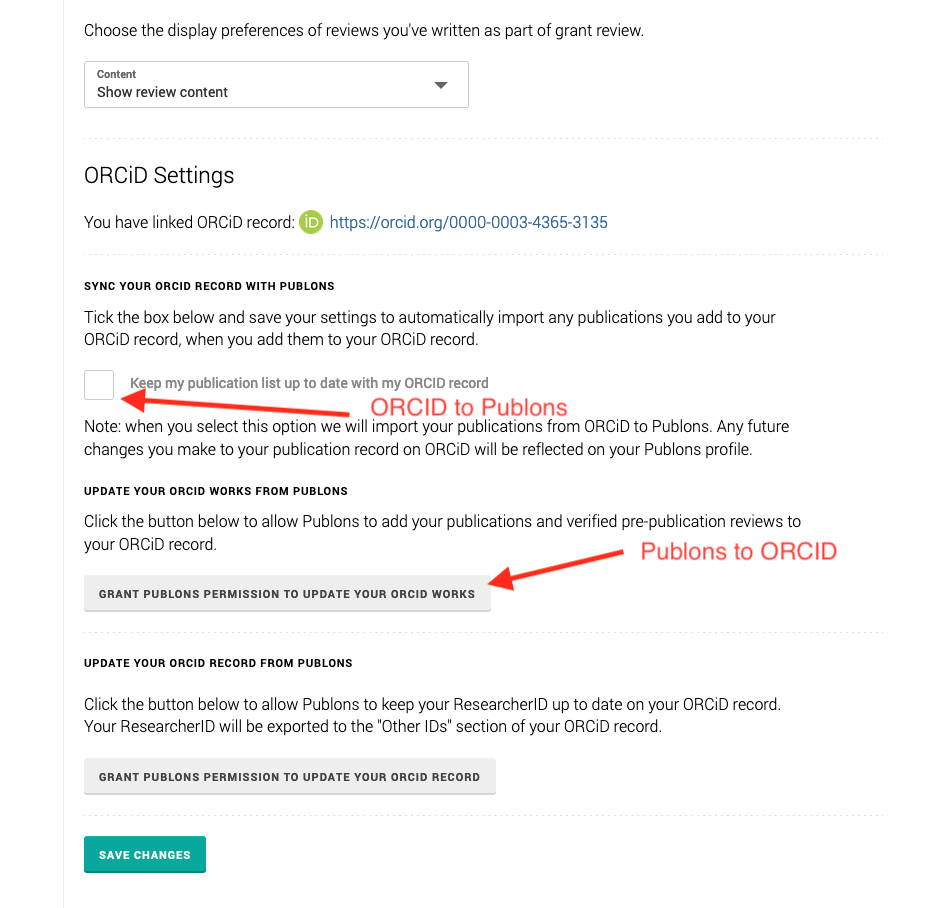 Choose the display preferences of reviews you've written as part of grant review.
Content
Show review content
ORCiD Settings
You have linked ORCiD record: iD https://orcid.org/0000-0003-4365-3135
SYNC YOUR ORCID RECORD WITH PUBLONS
Tick the box below and save your settings to automatically import any publications you add to your
ORCiD record, when you add them to your ORCiD record.
Keep my publication list up to date with my ORCID record
ORCID to Publons
Note: when you select this option we will import your publications from ORCiD to Publons. Any future
changes you make to your publication record on ORCiD will be reflected on your Publons profile.
UPDATE YOUR ORCID WORKS FROM PUBLONS
Click the button below to allow Publons to add your publications and verified pre-publication reviews to
your ORCiD record.
Publons to ORCID
GRANT PUBLONS PERMISSION TO UPDATE YOUR ORCID WORKS
UPDATE YOUR ORCID RECORD FROM PUBLONS
Click the button below to allow Publons to keep your ResearcherID up to date on your ORCiD record.
Your ResearcherID will be exported to the "Other IDs" section of your ORCiD record.
GRANT PUBLONS PERMISSION TO UPDATE YOUR ORCID RECORD
SAVE CHANGES